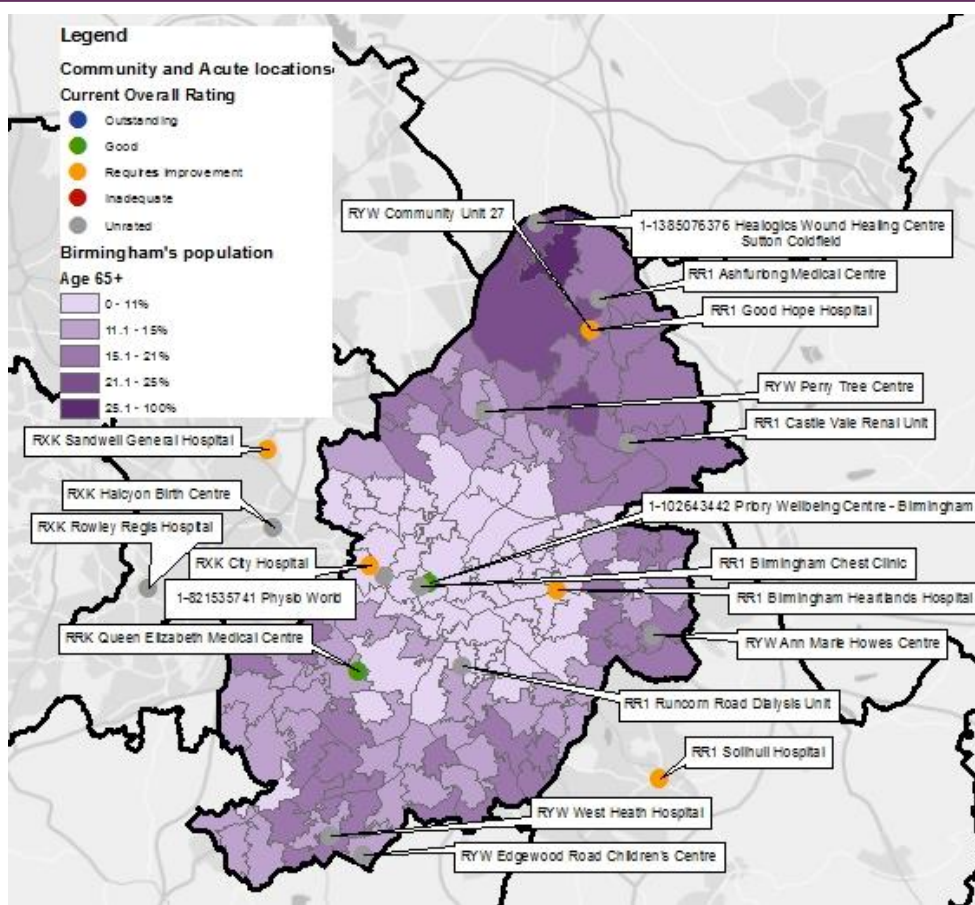 Legend
Community and Acute locations
Current Overall Rating
Outstanding
Good
Requires Improvement
Inadequate
Unrated
Birmingham's population
Age 65+
0 - 11%
11.1 - 15%
15.1 - 21%
21.1 - 25%
25.1 - 100%
RYW Community Unit 27
1-1385076376 Healogics Wound Healing Centre
Sutton Coldfield
RR1 Ashfurlong Medical Centre
RR1 Good Hope Hospital
RYW Perry Tree Centre
RR1 Castle Vale Renal Unit
RXK Sandwell General Hospital
RXK Halcyon Birth Centre
RXK Rowley Regis Hospital
1-102643442 Priory Wellbeing Centre - Birmingham
RXK City Hospital
RR1 Birmingham Chest Clinic
1-821535741 Physio World
RR1 Birmingham Heartlands Hospital
RRK Queen Elizabeth Medical Centre
RYW Ann Marie Howes Centre
RR1 Runcorn Road Dialysis Unit
RR1 Solihull Hospital
RYW West Heath Hospital
RYW Edgewood Road Children's Centre